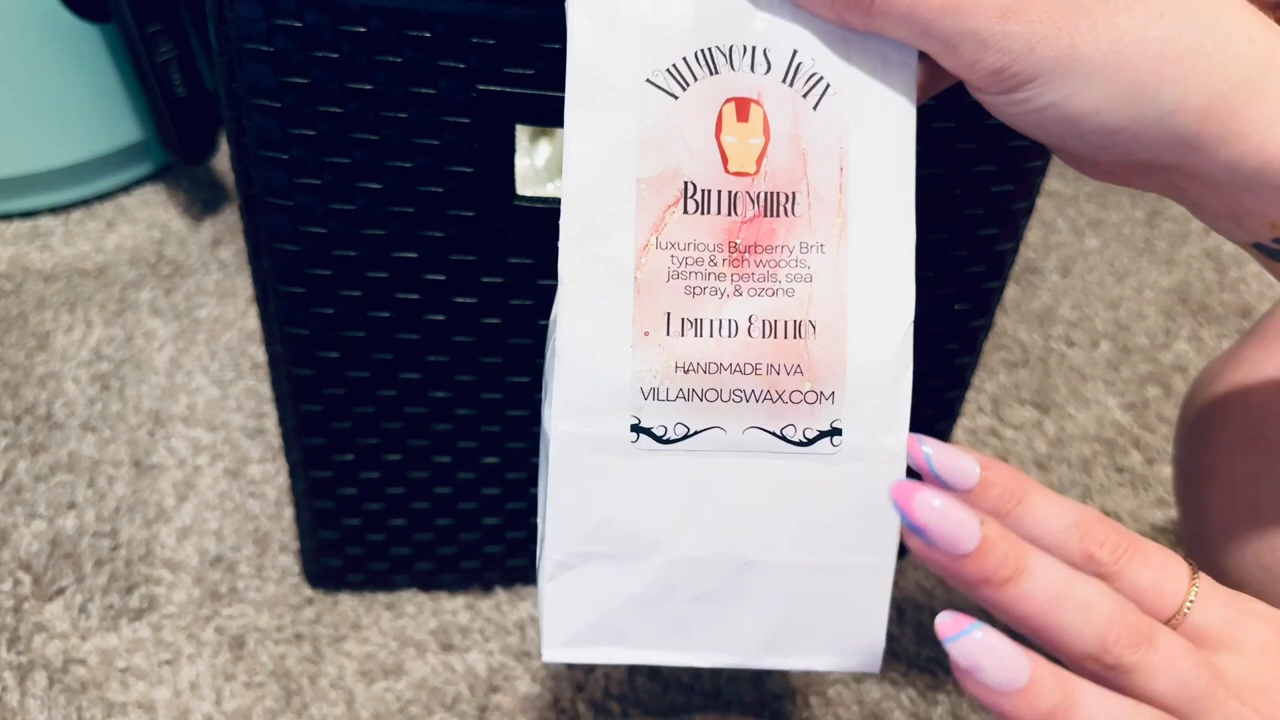 VILLAINOUS WAX
BILLIONAIRE
luxurious Burberry Brit
type & rich woods,
jasmine petals, sea
spray, & ozone
LIMITED EDITION
HANDMADE IN VA
VILLAINOUSWAX.COM